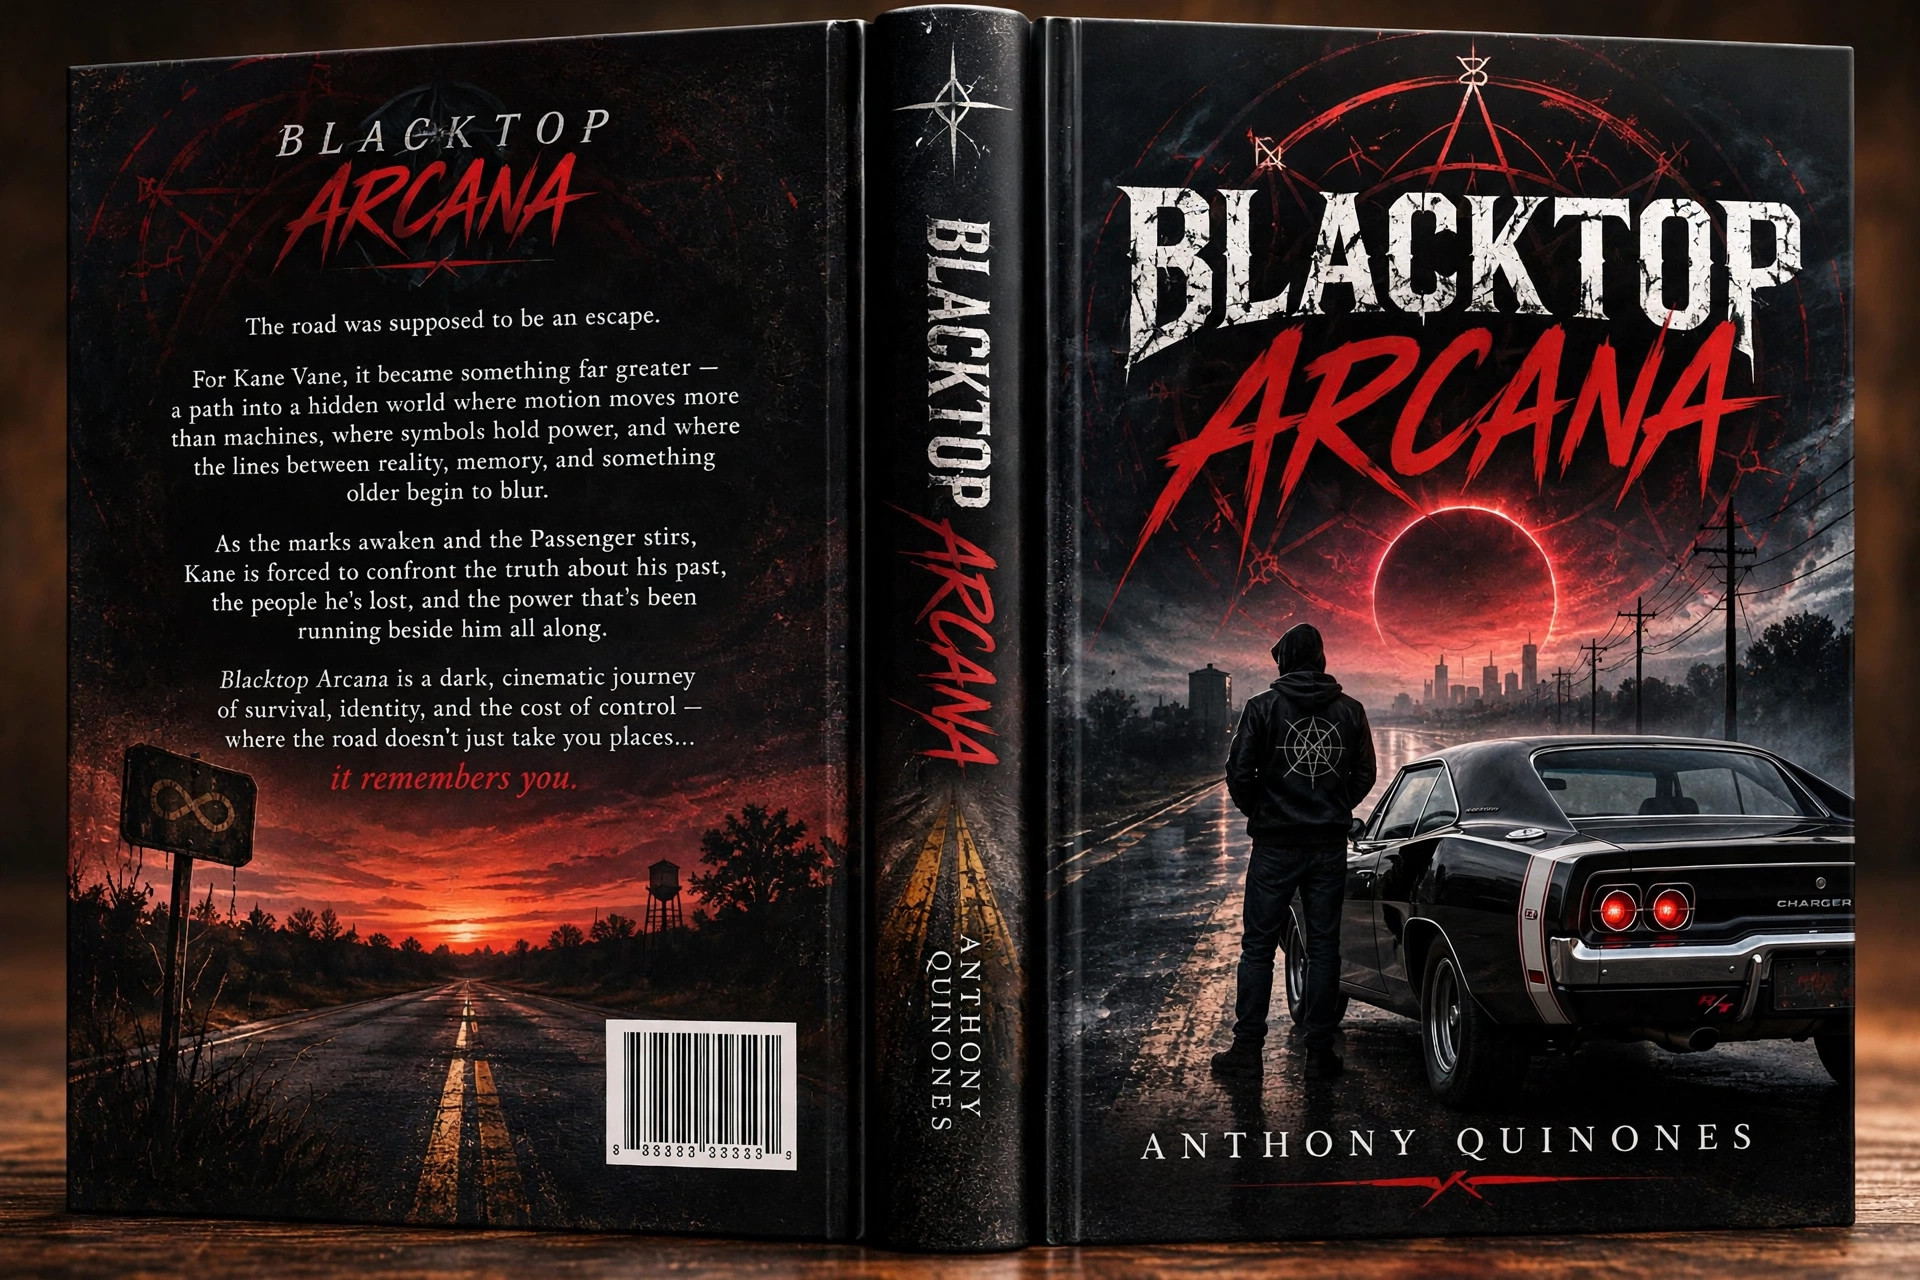 BLACKTOP
ARCANA
The road was supposed to be an escape.
For Kane Vane, it became something far greater —
a path into a hidden world where motion moves more
than machines, where symbols hold power, and where
the lines between reality, memory, and something
older begin to blur.
As the marks awaken and the Passenger stirs,
Kane is forced to confront the truth about his past,
the people he's lost, and the power that's been
running beside him all along.
Blacktop Arcana is a dark, cinematic journey
of survival, identity, and the cost of control —
where the road doesn't just take you places...
it remembers you.
BLACKTOP
ARCANA
ANTHONY
QUINONES
BLACKTOP
ARCANA
CHARGER
R/T
ANTHONY QUINONES